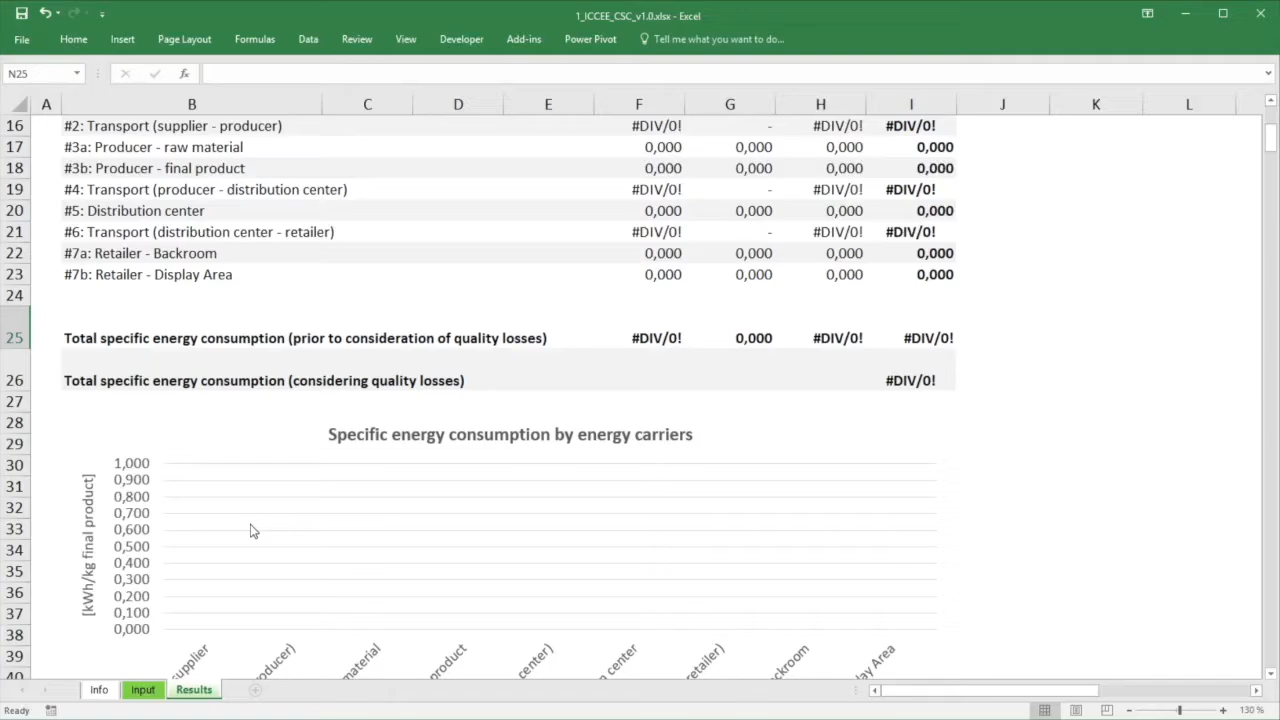 1_ICCEE_CSC_v1.0.xlsx - Excel
File Home Insert Page Layout Formulas Data Review View Developer Add-ins Power Pivot Tell me what you want to do...
N25 fx
A B C D E F G H I J K L
16 #2: Transport (supplier - producer) #DIV/0! - #DIV/0! #DIV/0!
17 #3a: Producer - raw material 0,000 0,000 0,000 0,000
18 #3b: Producer - final product 0,000 0,000 0,000 0,000
19 #4: Transport (producer - distribution center) #DIV/0! - #DIV/0! #DIV/0!
20 #5: Distribution center 0,000 0,000 0,000 0,000
21 #6: Transport (distribution center - retailer) #DIV/0! - #DIV/0! #DIV/0!
22 #7a: Retailer - Backroom 0,000 0,000 0,000 0,000
23 #7b: Retailer - Display Area 0,000 0,000 0,000 0,000
24
25 Total specific energy consumption (prior to consideration of quality losses) #DIV/0! 0,000 #DIV/0! #DIV/0!
26 Total specific energy consumption (considering quality losses) #DIV/0!
27
28 Specific energy consumption by energy carriers
29
30 1,000
31 0,900
0,800
32 0,700
33 0,600
34 0,500
35 0,400
36 0,300
0,200
37 0,100
38 0,000
[kWh/kg final product]
39 supplier oducer) material product center) n center retailer) ackroom lay Area
40
Info Input Results
Ready 130 %